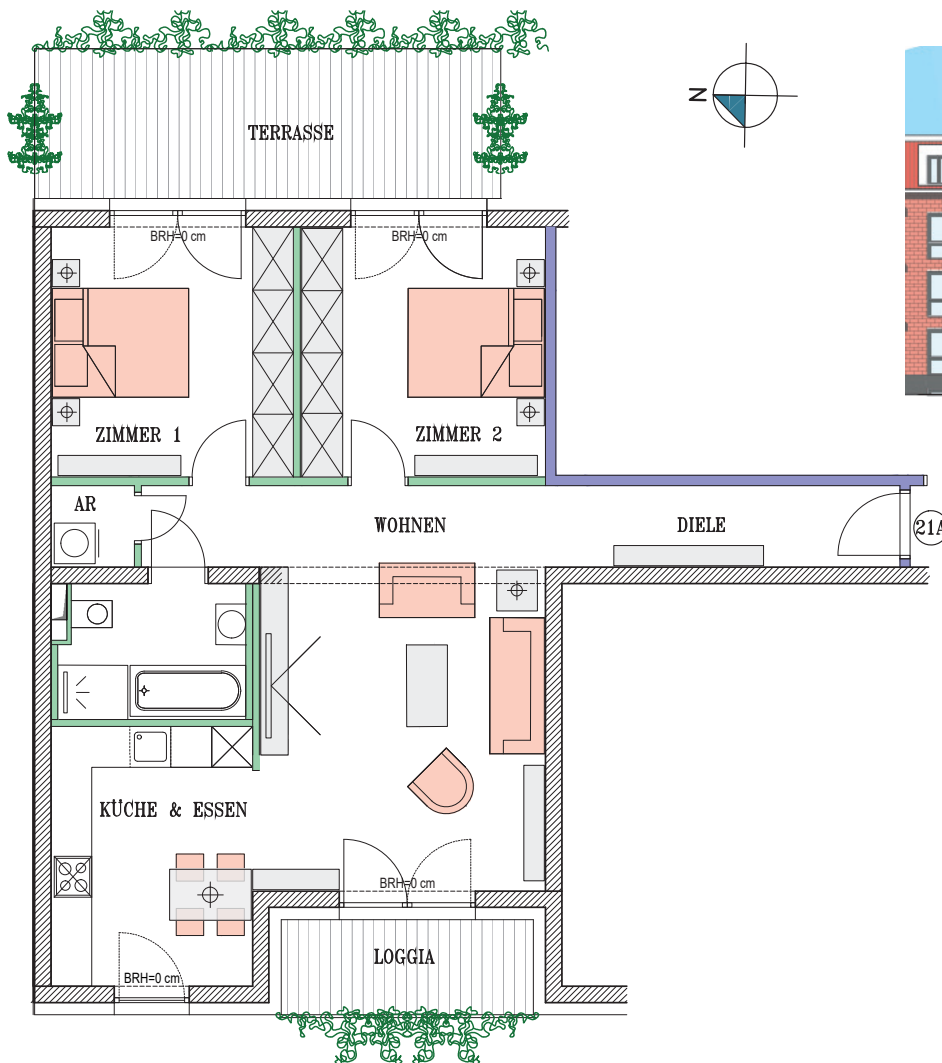 TERRASSE
N
BRH=0 cm
BRH=0 cm
ZIMMER 1
ZIMMER 2
AR
WOHNEN
DIELE
21A
KÜCHE & ESSEN
BRH=0 cm
LOGGIA
BRH=0 cm